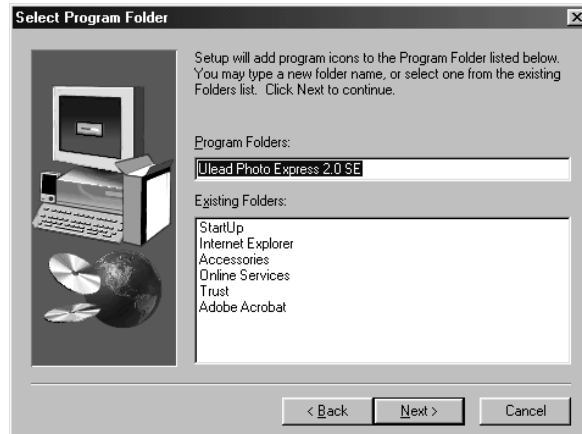 Select Program Folder
Setup will add program icons to the Program Folder listed below.
You may type a new folder name, or select one from the existing
Folders list. Click Next to continue.
Program Folders:
Ulead Photo Express 2.0 SE
Existing Folders:
StartUp
Internet Explorer
Accessories
Online Services
Trust
Adobe Acrobat
< Back
Next >
Cancel